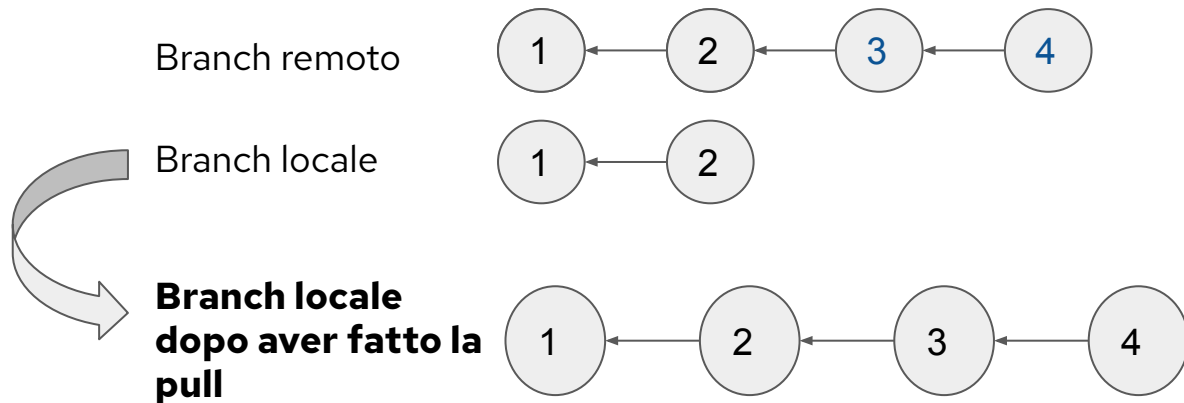 Branch remoto
1 2 3 4
Branch locale
1 2
Branch locale
dopo aver fatto la
pull
1 2 3 4